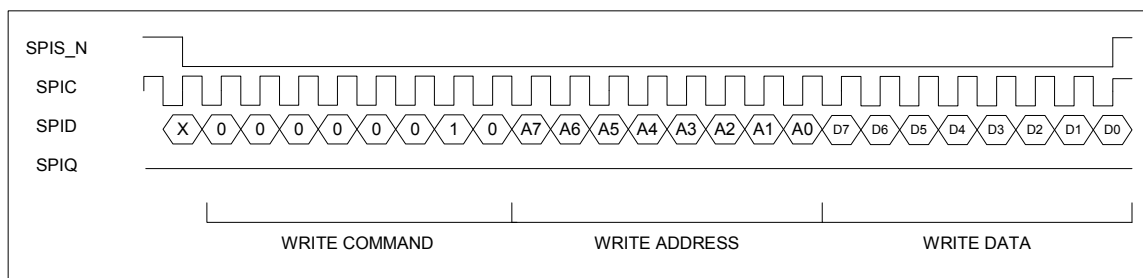 SPIS_N
SPIC
SPID X 0 0 0 0 0 0 1 0 A7 A6 A5 A4 A3 A2 A1 A0 D7 D6 D5 D4 D3 D2 D1 D0
SPIQ
WRITE COMMAND WRITE ADDRESS WRITE DATA